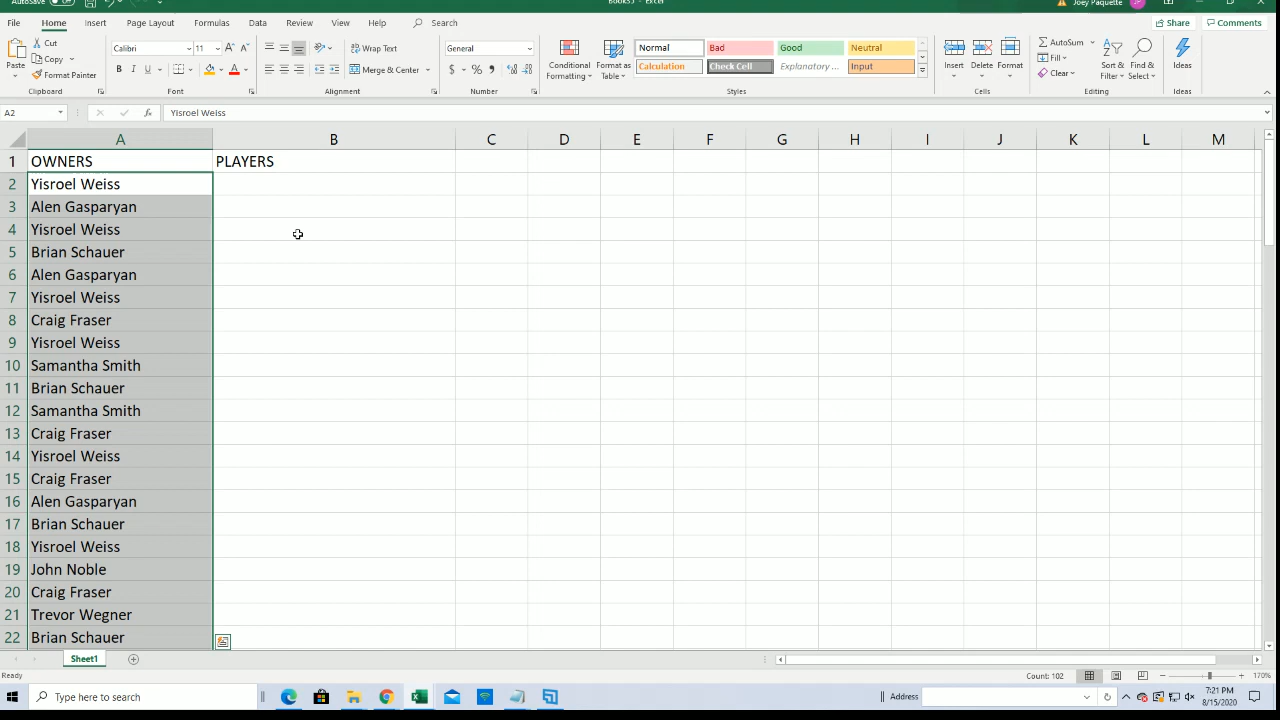 AutoSave Off Book55 - Excel Joey Paquette JP
File Home Insert Page Layout Formulas Data Review View Help Search Share Comments
Cut
Copy
Format Painter
Paste
Clipboard
Calibri 11
B I U
Font
Wrap Text
Merge & Center
Alignment
General
$ % ,
Number
Conditional Formatting
Format as Table
Normal Bad Good Neutral
Calculation Check Cell Explanatory ... Input
Styles
Insert Delete Format
Cells
AutoSum
Fill
Clear
Sort & Filter
Find & Select
Editing
Ideas
Ideas
A2 fx Yisroel Weiss
A B C D E F G H I J K L M
1 OWNERS PLAYERS
2 Yisroel Weiss
3 Alen Gasparyan
4 Yisroel Weiss
5 Brian Schauer
6 Alen Gasparyan
7 Yisroel Weiss
8 Craig Fraser
9 Yisroel Weiss
10 Samantha Smith
11 Brian Schauer
12 Samantha Smith
13 Craig Fraser
14 Yisroel Weiss
15 Craig Fraser
16 Alen Gasparyan
17 Brian Schauer
18 Yisroel Weiss
19 John Noble
20 Craig Fraser
21 Trevor Wegner
22 Brian Schauer
Sheet1
Ready Count: 102 170%
Type here to search Address 7:21 PM
8/15/2020